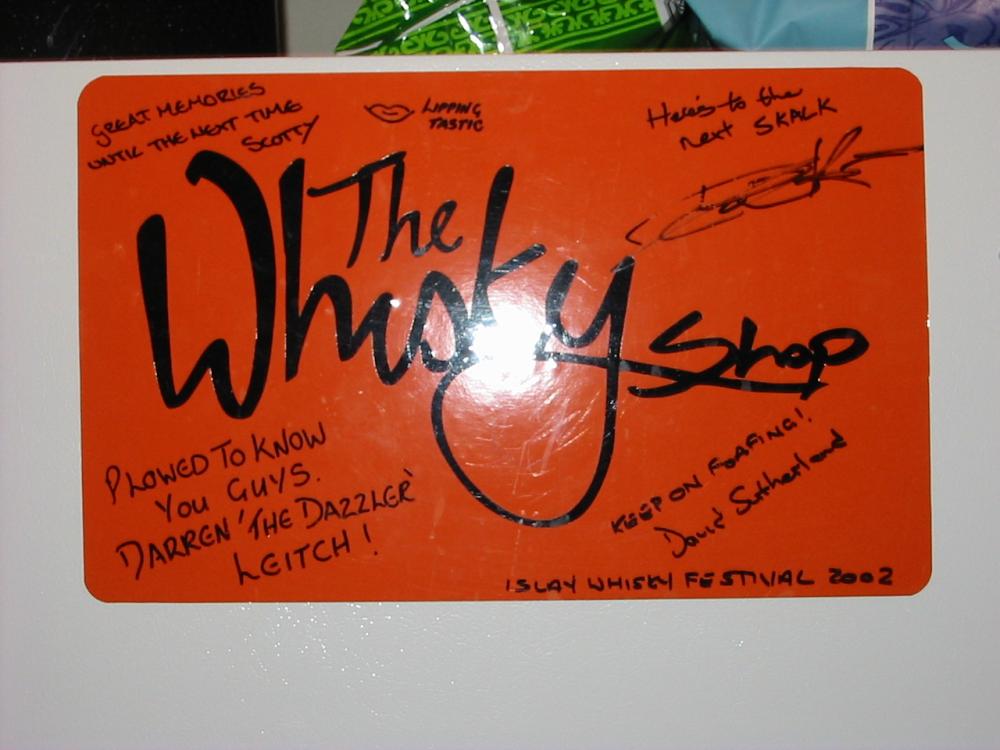 GREAT MEMORIES
UNTIL THE NEXT TIME
SCOTTY
LIPPING
TASTIC
Here's to the
next SKALK
The
Whisky
Shop
PLOWED TO KNOW
YOU GUYS.
DARREN 'THE DAZZLER'
LEITCH!
KEEP ON FOAFING!
David Sutherland
ISLAY WHISKY FESTIVAL 2002